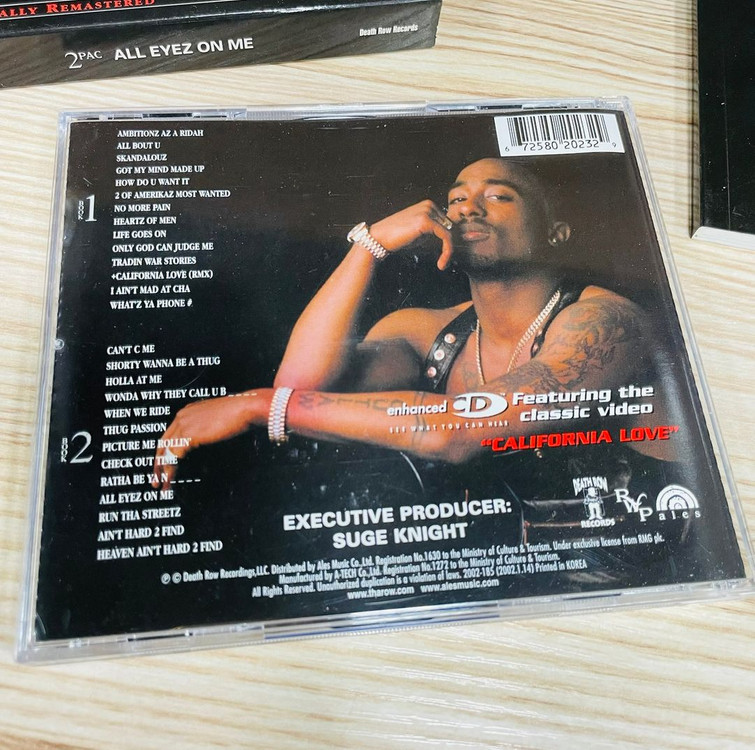 ALLY REMASTERED
2PAC ALL EYEZ ON ME
Death Row Records
6 72580 20232 9
BOOK 1
AMBITIONZ AZ A RIDAH
ALL BOUT U
SKANDALOUZ
GOT MY MIND MADE UP
HOW DO U WANT IT
2 OF AMERIKAZ MOST WANTED
NO MORE PAIN
HEARTZ OF MEN
LIFE GOES ON
ONLY GOD CAN JUDGE ME
TRADIN WAR STORIES
+CALIFORNIA LOVE (RMX)
I AIN'T MAD AT CHA
WHAT'Z YA PHONE #
BOOK 2
CAN'T C ME
SHORTY WANNA BE A THUG
HOLLA AT ME
WONDA WHY THEY CALL U B_ _ _ _
WHEN WE RIDE
THUG PASSION
PICTURE ME ROLLIN'
CHECK OUT TIME
RATHA BE YA N_ _ _ _
ALL EYEZ ON ME
RUN THA STREETZ
AIN'T HARD 2 FIND
HEAVEN AIN'T HARD 2 FIND
enhanced CD
SEE WHAT YOU CAN HEAR
Featuring the
classic video
"CALIFORNIA LOVE"
EXECUTIVE PRODUCER:
SUGE KNIGHT
DEATH ROW
RECORDS
RWP
ales
℗ © Death Row Recordings,LLC. Distributed by Ales Music Co.,Ltd. Registration No.1630 to the Ministry of Culture & Tourism. Under exclusive license from RMG plc.
Manufactured by A-TECH Co.,Ltd. Registration No.1272 to the Ministry of Culture & Tourism.
All Rights Reserved. Unauthorized duplication is a violation of laws. 2002-185 (2002.1.14) Printed in KOREA
www.tharow.com www.alesmusic.com